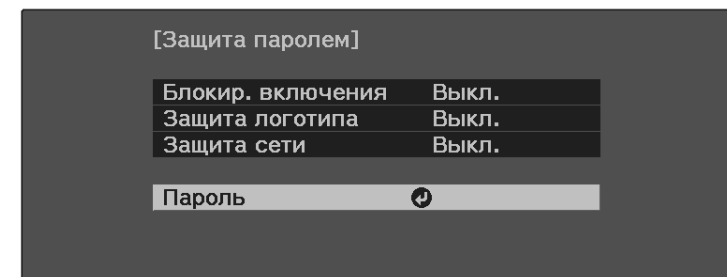 [Защита паролем]
Блокир. включения Выкл.
Защита логотипа Выкл.
Защита сети Выкл.
Пароль